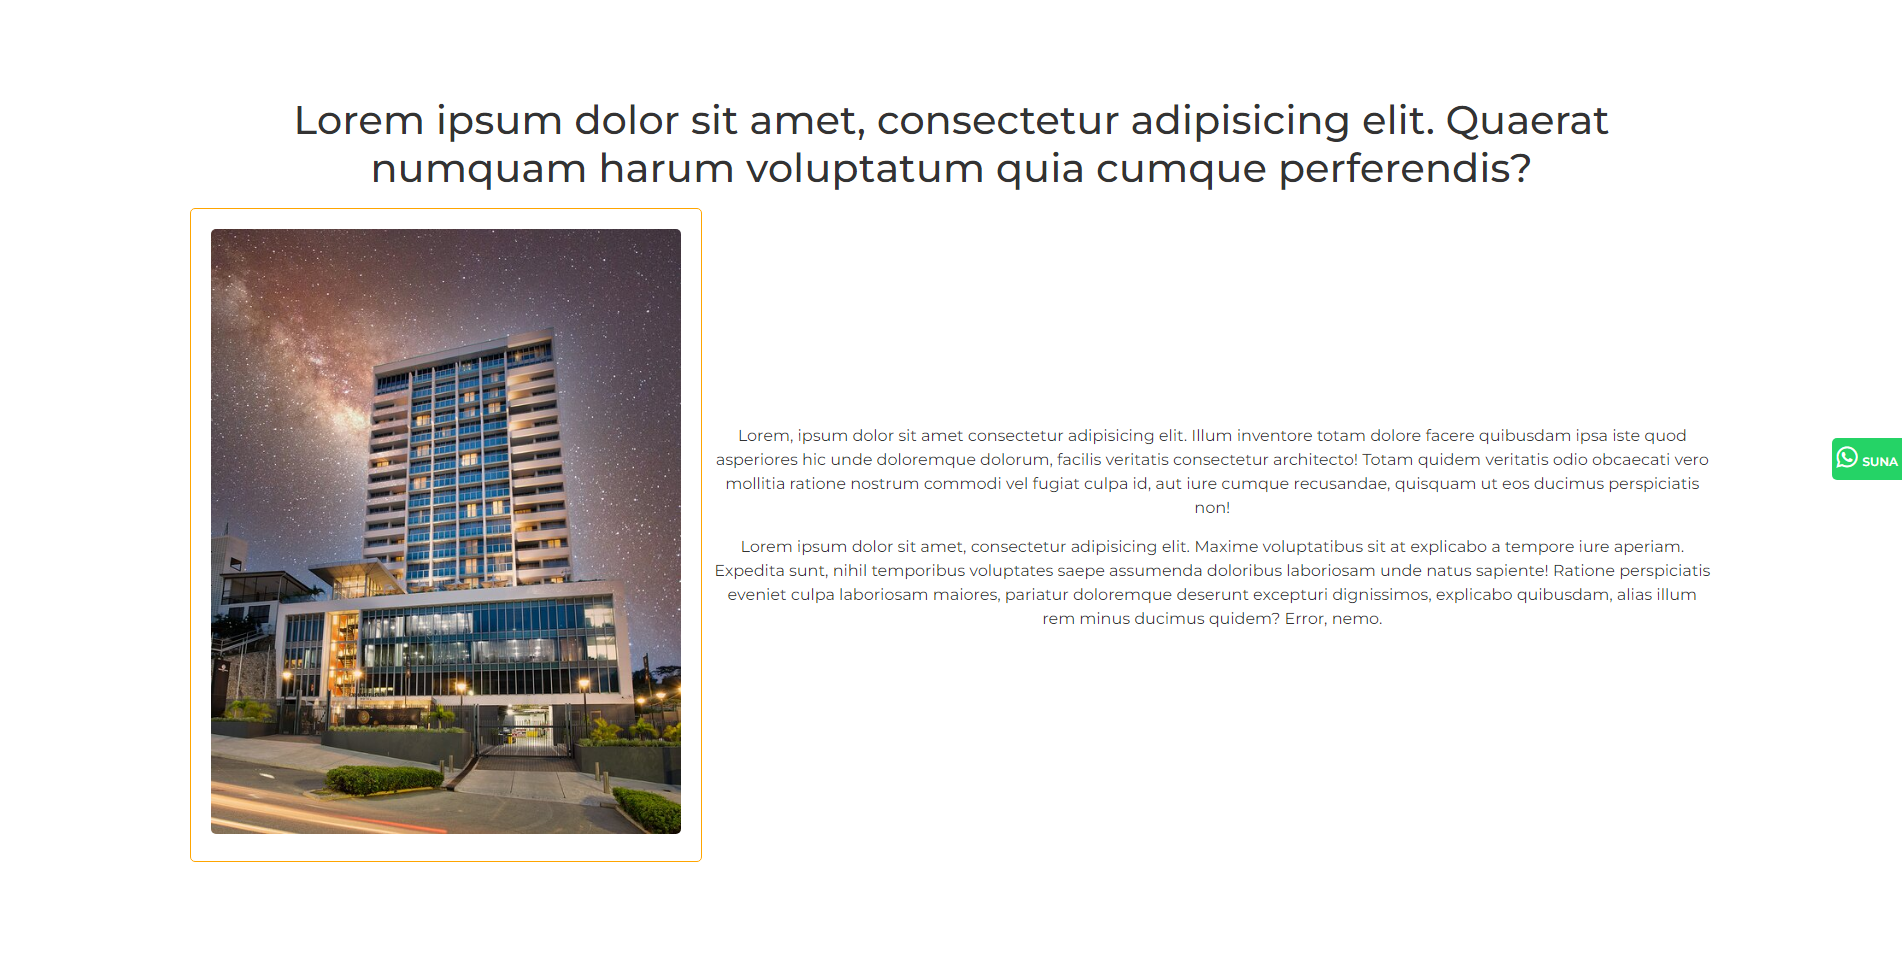 Lorem ipsum dolor sit amet, consectetur adipisicing elit. Quaerat
numquam harum voluptatum quia cumque perferendis?
Lorem, ipsum dolor sit amet consectetur adipisicing elit. Illum inventore totam dolore facere quibusdam ipsa iste quod
asperiores hic unde doloremque dolorum, facilis veritatis consectetur architecto! Totam quidem veritatis odio obcaecati vero
mollitia ratione nostrum commodi vel fugiat culpa id, aut iure cumque recusandae, quisquam ut eos ducimus perspiciatis
non!
Lorem ipsum dolor sit amet, consectetur adipisicing elit. Maxime voluptatibus sit at explicabo a tempore iure aperiam.
Expedita sunt, nihil temporibus voluptates saepe assumenda doloribus laboriosam unde natus sapiente! Ratione perspiciatis
eveniet culpa laboriosam maiores, pariatur doloremque deserunt excepturi dignissimos, explicabo quibusdam, alias illum
rem minus ducimus quidem? Error, nemo.
SUNA